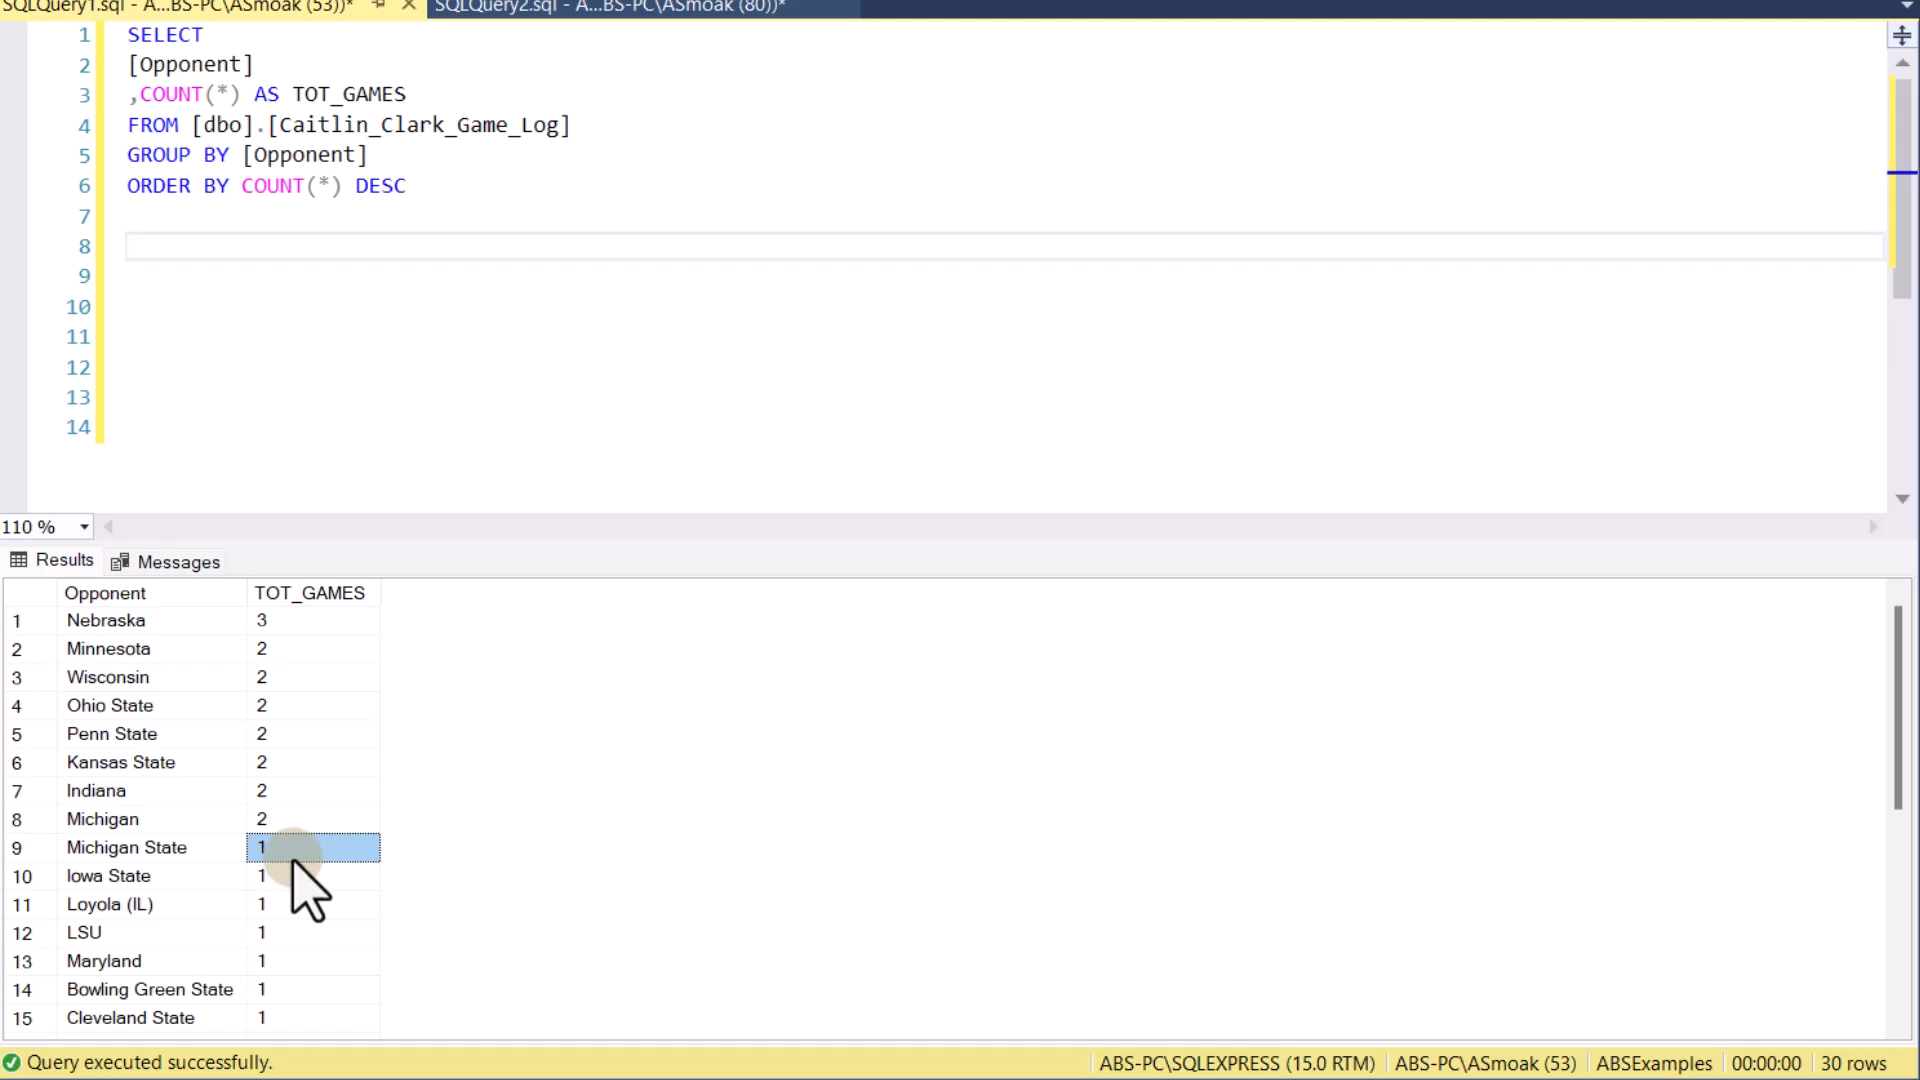 SQLQuery1.sql - A...BS-PC\ASmoak (53))* SQLQuery2.sql - A...BS-PC\ASmoak (80))*
1 SELECT
2 [Opponent]
3 ,COUNT(*) AS TOT_GAMES
4 FROM [dbo].[Caitlin_Clark_Game_Log]
5 GROUP BY [Opponent]
6 ORDER BY COUNT(*) DESC
7
8
9
10
11
12
13
14
110 %
Results Messages
Opponent TOT_GAMES
1 Nebraska 3
2 Minnesota 2
3 Wisconsin 2
4 Ohio State 2
5 Penn State 2
6 Kansas State 2
7 Indiana 2
8 Michigan 2
9 Michigan State 1
10 Iowa State 1
11 Loyola (IL) 1
12 LSU 1
13 Maryland 1
14 Bowling Green State 1
15 Cleveland State 1
Query executed successfully. ABS-PC\SQLEXPRESS (15.0 RTM) ABS-PC\ASmoak (53) ABSExamples 00:00:00 30 rows